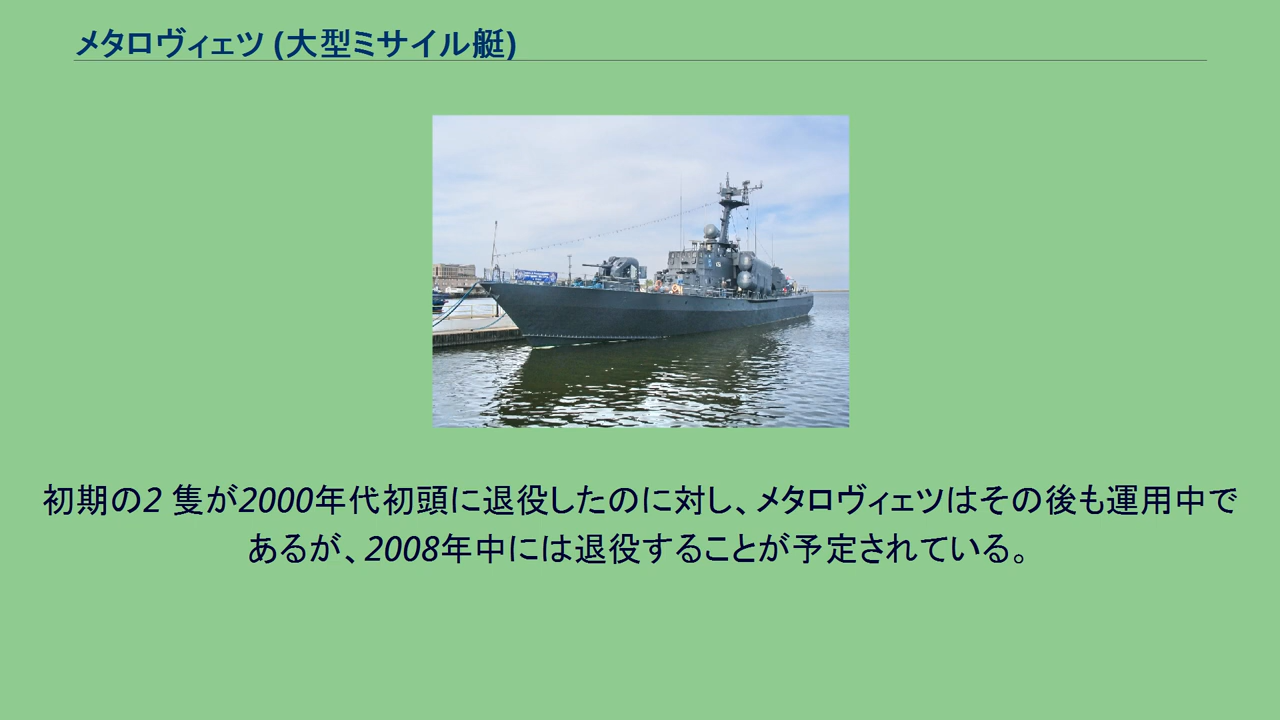 メタロヴィェツ (大型ミサイル艇)
初期の2 隻が2000年代初頭に退役したのに対し、メタロヴィェツはその後も運用中で
あるが、2008年中には退役することが予定されている。